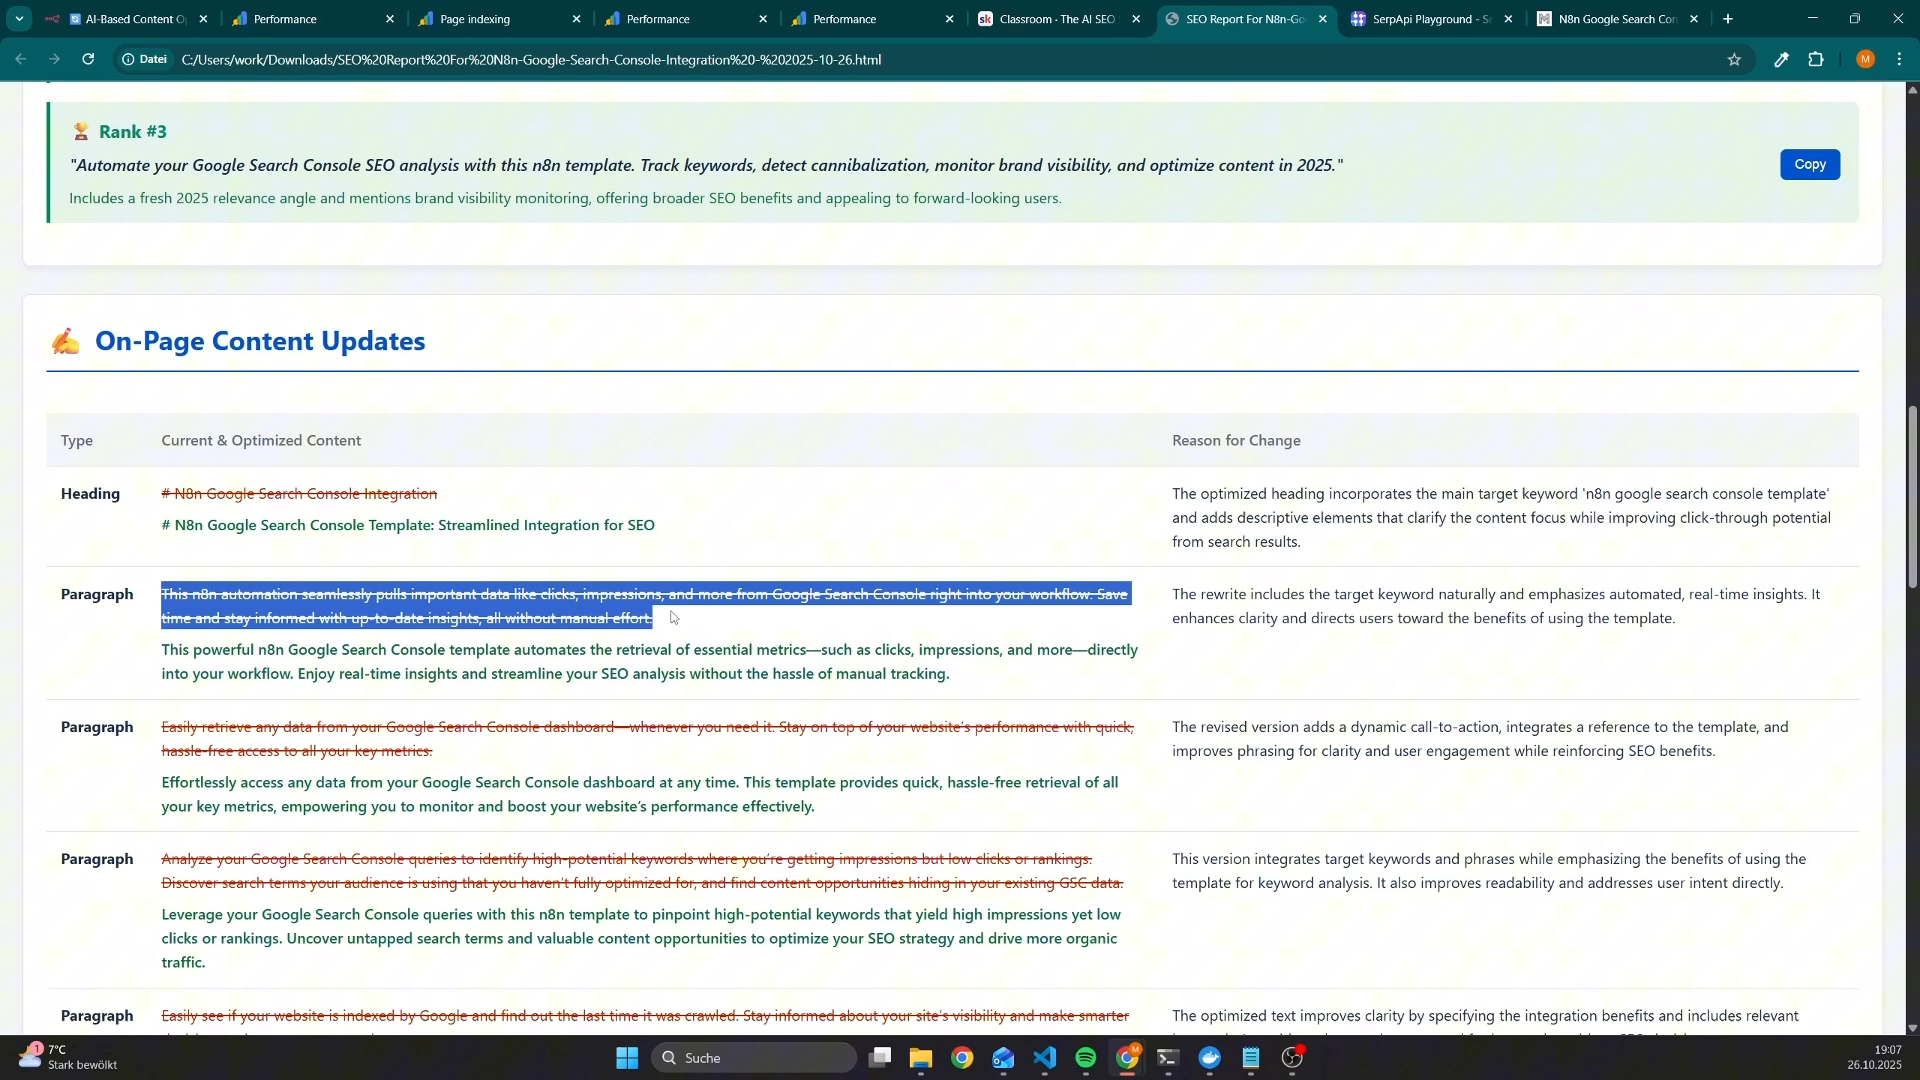 AI-Based Content O
Performance
Page indexing
Performance
Performance
sk
Classroom - The AI SEO
SEO Report For N8n-Go
SerpApi Playground - S
N8n Google Search Con
Datei
C:/Users/work/Downloads/SEO%20Report%20For%20N8n-Google-Search-Console-Integration%20-%202025-10-26.html
M
Rank #3
"Automate your Google Search Console SEO analysis with this n8n template. Track keywords, detect cannibalization, monitor brand visibility, and optimize content in 2025."
Copy
Includes a fresh 2025 relevance angle and mentions brand visibility monitoring, offering broader SEO benefits and appealing to forward-looking users.
On-Page Content Updates
Type
Current & Optimized Content
Reason for Change
Heading
# N8n Google Search Console Integration
# N8n Google Search Console Template: Streamlined Integration for SEO
The optimized heading incorporates the main target keyword 'n8n google search console template'
and adds descriptive elements that clarify the content focus while improving click-through potential
from search results.
Paragraph
This n8n automation seamlessly pulls important data like clicks, impressions, and more from Google Search Console right into your workflow. Save
time and stay informed with up-to-date insights, all without manual effort.
This powerful n8n Google Search Console template automates the retrieval of essential metrics—such as clicks, impressions, and more—directly
into your workflow. Enjoy real-time insights and streamline your SEO analysis without the hassle of manual tracking.
The rewrite includes the target keyword naturally and emphasizes automated, real-time insights. It
enhances clarity and directs users toward the benefits of using the template.
Paragraph
Easily retrieve any data from your Google Search Console dashboard—whenever you need it. Stay on top of your website's performance with quick,
hassle-free access to all your key metrics.
Effortlessly access any data from your Google Search Console dashboard at any time. This template provides quick, hassle-free retrieval of all
your key metrics, empowering you to monitor and boost your website's performance effectively.
The revised version adds a dynamic call-to-action, integrates a reference to the template, and
improves phrasing for clarity and user engagement while reinforcing SEO benefits.
Paragraph
Analyze your Google Search Console queries to identify high-potential keywords where you're getting impressions but low clicks or rankings.
Discover search terms your audience is using that you haven't fully optimized for, and find content opportunities hiding in your existing GSC data.
Leverage your Google Search Console queries with this n8n template to pinpoint high-potential keywords that yield high impressions yet low
clicks or rankings. Uncover untapped search terms and valuable content opportunities to optimize your SEO strategy and drive more organic
traffic.
This version integrates target keywords and phrases while emphasizing the benefits of using the
template for keyword analysis. It also improves readability and addresses user intent directly.
Paragraph
Easily see if your website is indexed by Google and find out the last time it was crawled. Stay informed about your site's visibility and make smarter
The optimized text improves clarity by specifying the integration benefits and includes relevant
1
7°C
Stark bewölkt
Suche
M
19:07
26.10.2025